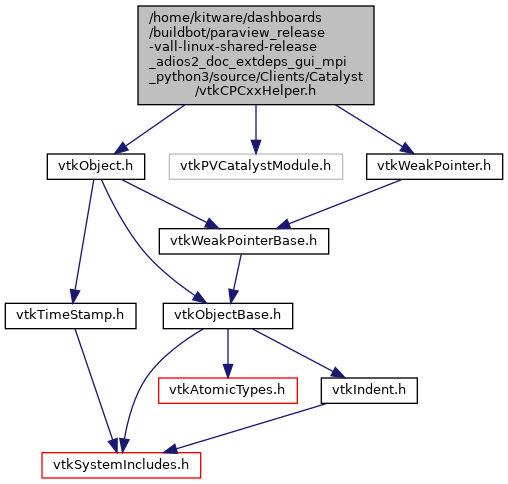 /home/kitware/dashboards
/buildbot/paraview_release
-vall-linux-shared-release
_adios2_doc_extdeps_gui_mpi
_python3/source/Clients/Catalyst
/vtkCPCxxHelper.h
vtkObject.h
vtkPVCatalystModule.h
vtkWeakPointer.h
vtkWeakPointerBase.h
vtkTimeStamp.h
vtkObjectBase.h
vtkAtomicTypes.h
vtkIndent.h
vtkSystemIncludes.h